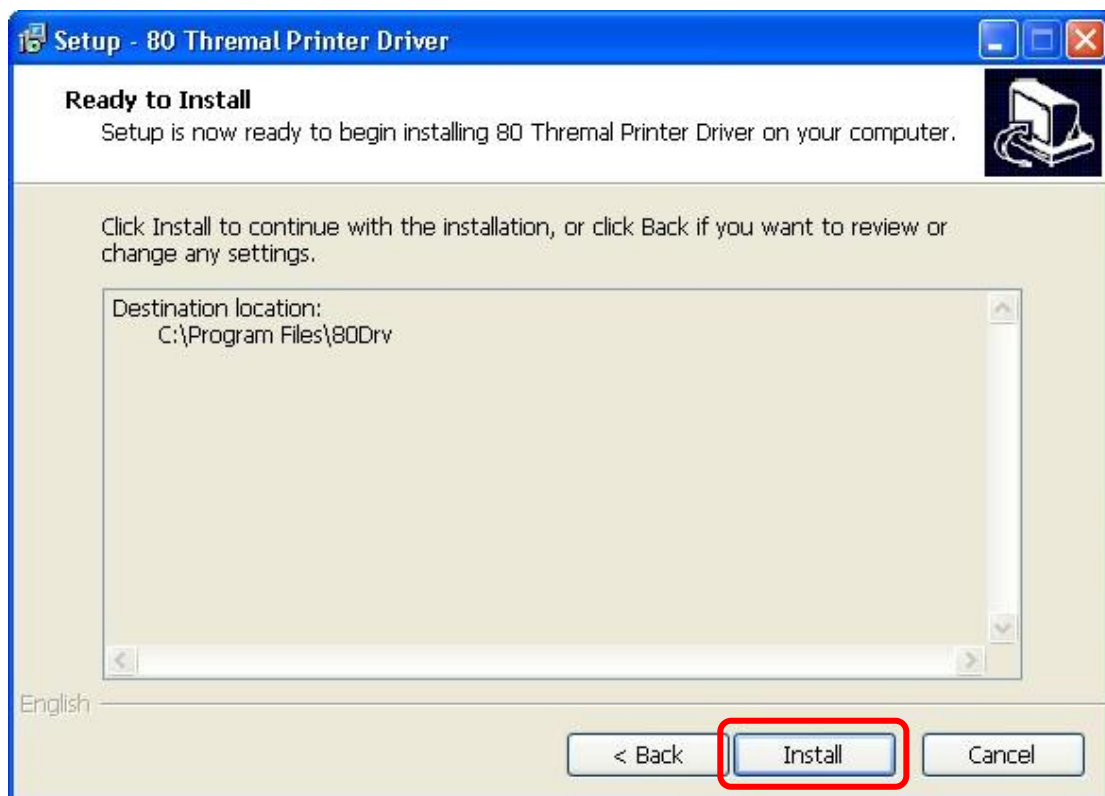 Setup - 80 Thremal Printer Driver
Ready to Install
Setup is now ready to begin installing 80 Thremal Printer Driver on your computer.
Click Install to continue with the installation, or click Back if you want to review or
change any settings.
Destination location:
C:\Program Files\80Drv
English
< Back Install Cancel